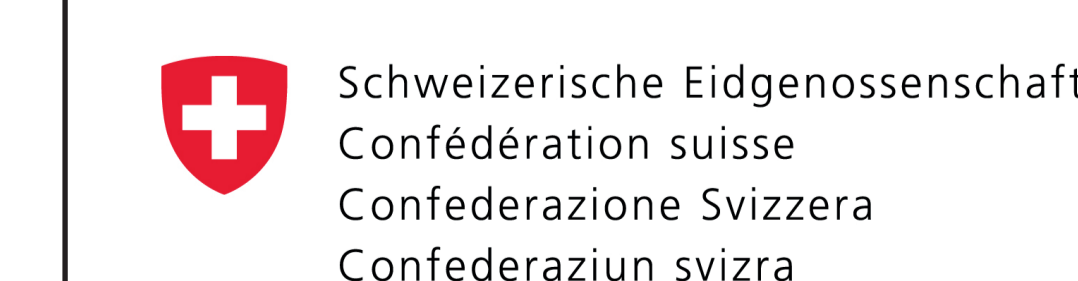 Schweizerische Eidgenossenschaft
Confédération suisse
Confederazione Svizzera
Confederaziun svizra